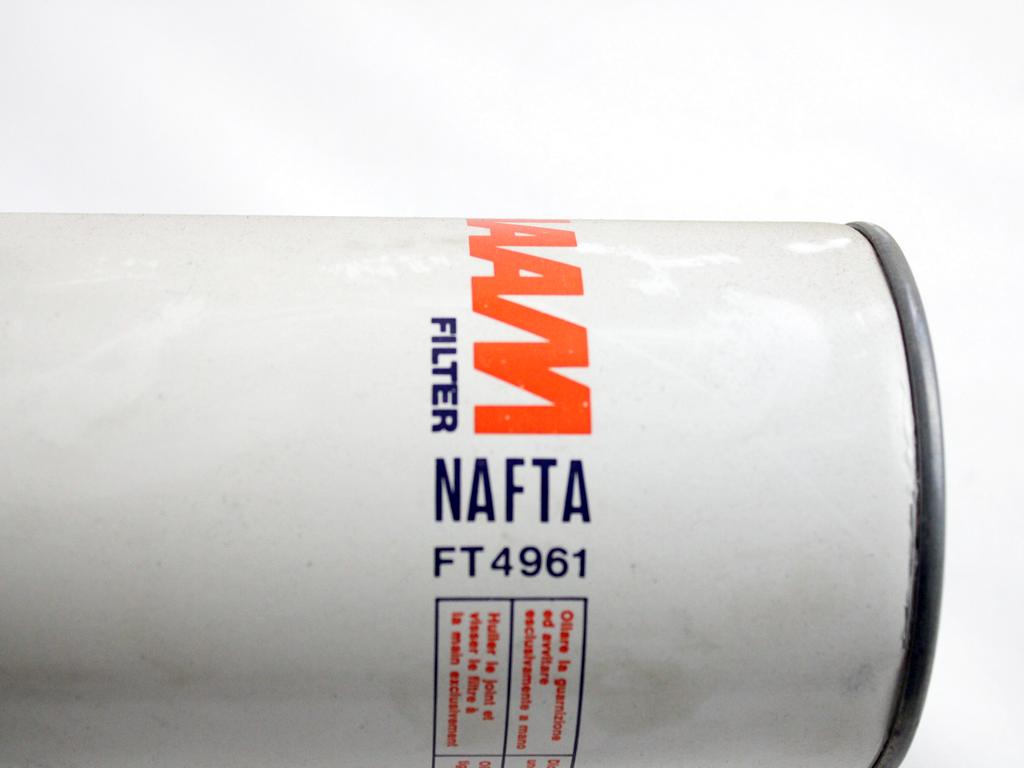 FILTER
NAFTA
FT4961
Oliare la guarnizione
ed avvitare
esclusivamente a mano
Huiler le joint et
visser le filtre à
la main exclusivement